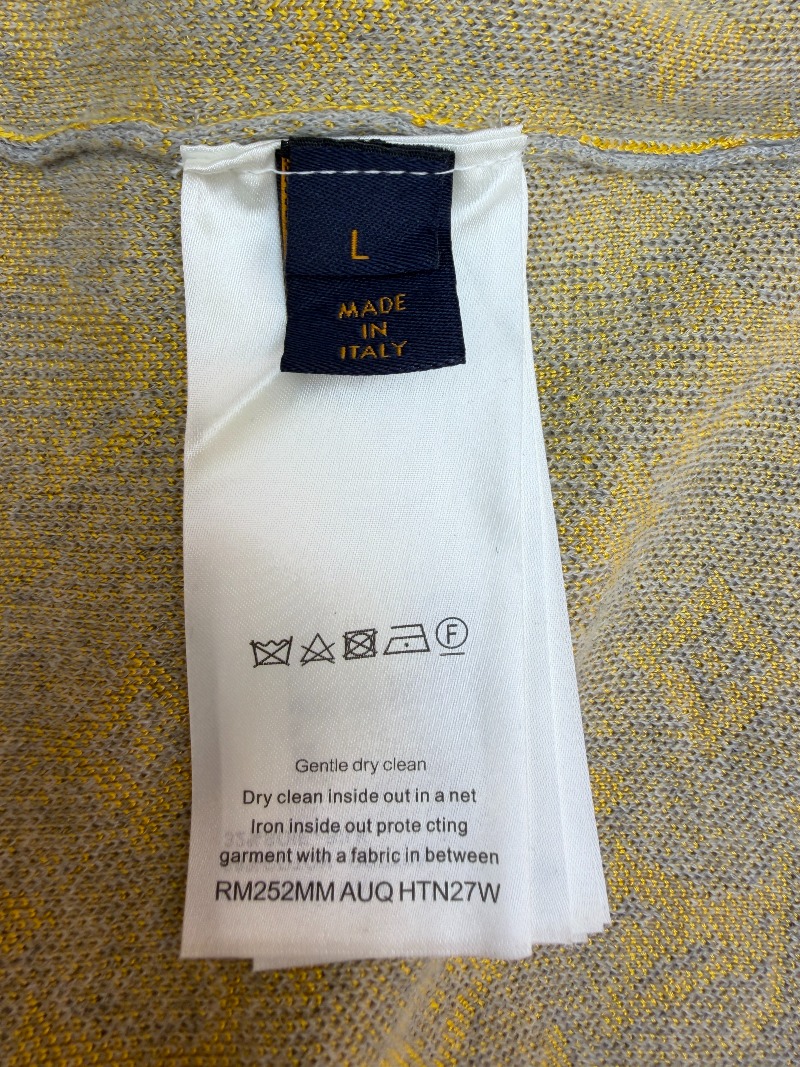 L
MADE
IN
ITALY
F
Gentle dry clean
Dry clean inside out in a net
Iron inside out prote cting
garment with a fabric in between
RM252MM AUQ HTN27W